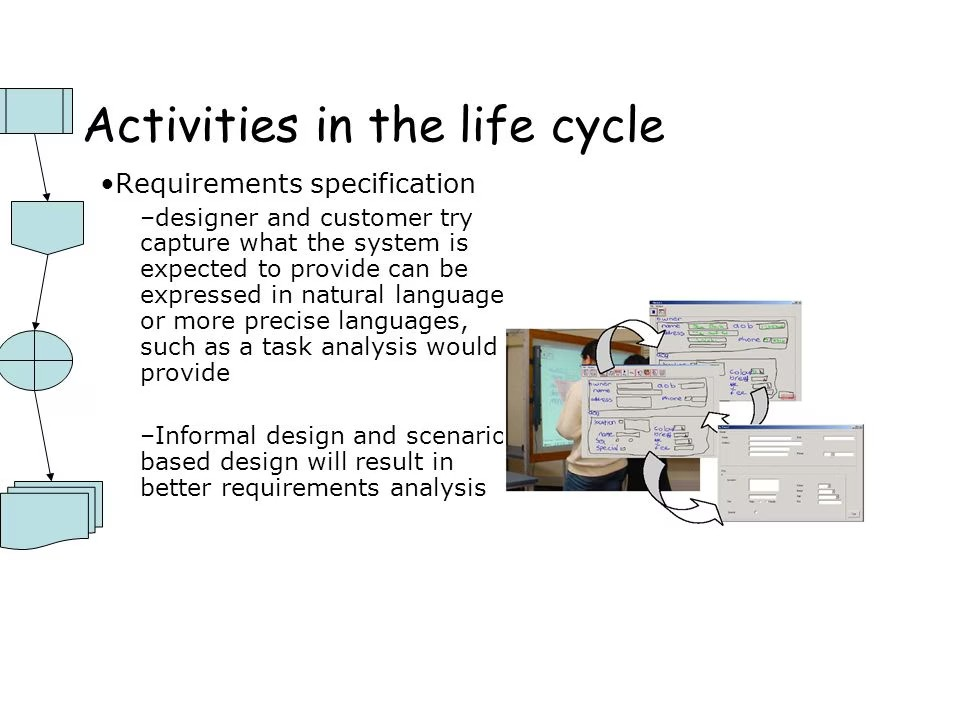 Activities in the life cycle
•Requirements specification
–designer and customer try
capture what the system is
expected to provide can be
expressed in natural language
or more precise languages,
such as a task analysis would
provide
–Informal design and scenario
based design will result in
better requirements analysis
owner
name
dob
address
phone
colour
breed
fee
owner
name
dob
address
phone
dog
name
colour
breed
sex
special
fee